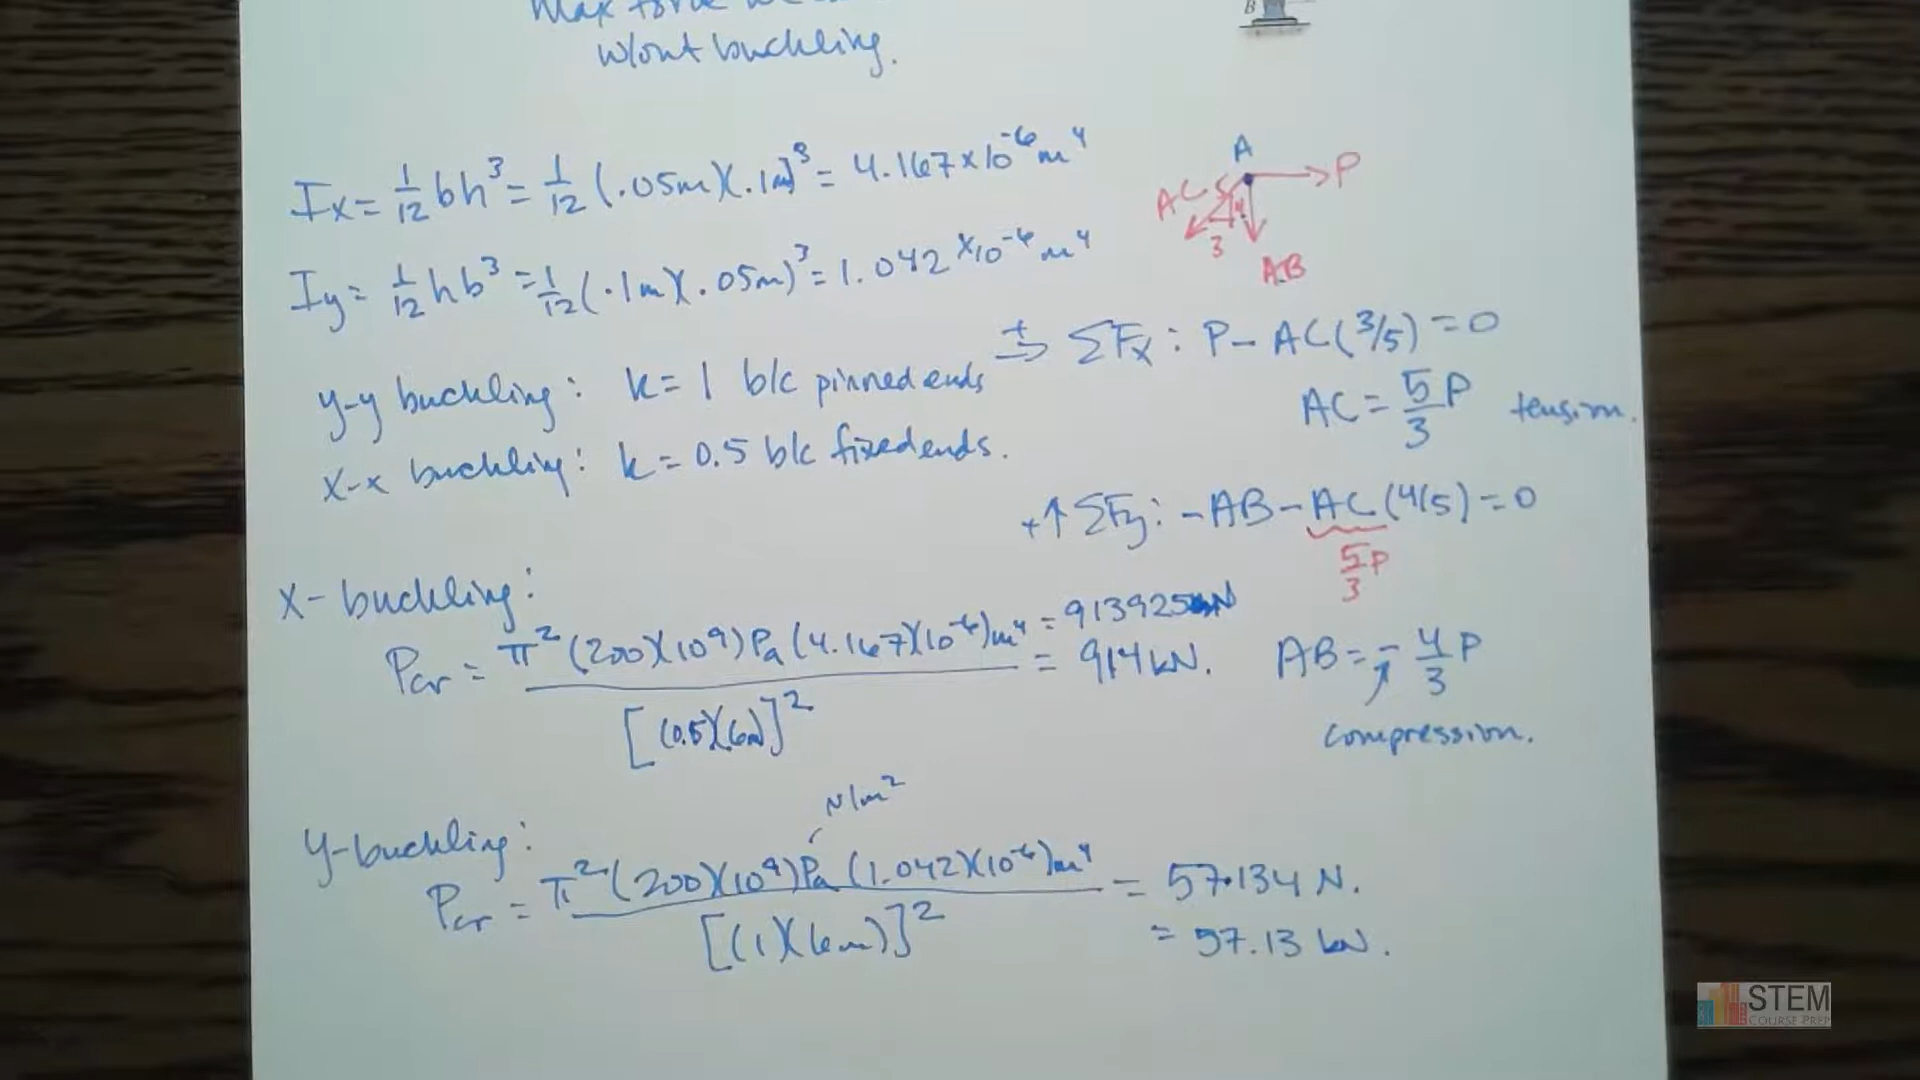 Max force
w/out buckling.
B
Ix = 1/12 bh³ = 1/12 (.05m)(.1m)³ = 4.167 x 10⁻⁶ m⁴
Iy = 1/12 hb³ = 1/12 (.1m)(.05m)³ = 1.042 x 10⁻⁶ m⁴
y-y buckling: k = 1 b/c pinned ends
x-x buckling: k = 0.5 b/c fixed ends.
A
P
AC 5
4
3
AB
→+ ΣFx: P - AC(3/5) = 0
AC = 5/3 P tension.
+↑ ΣFy: -AB - AC(4/5) = 0
5/3 P
AB = -4/3 P
compression.
x-buckling:
Pcr = π²(200)(10⁹)Pa(4.167)(10⁻⁶)m⁴ / [(0.5)(6m)]² = 913925 N
= 914 kN.
y-buckling:
N/m²
Pcr = π²(200)(10⁹)Pa(1.042)(10⁻⁶)m⁴ / [(1)(6m)]² = 57134 N.
= 57.13 kN.
STEM
COURSE PREP